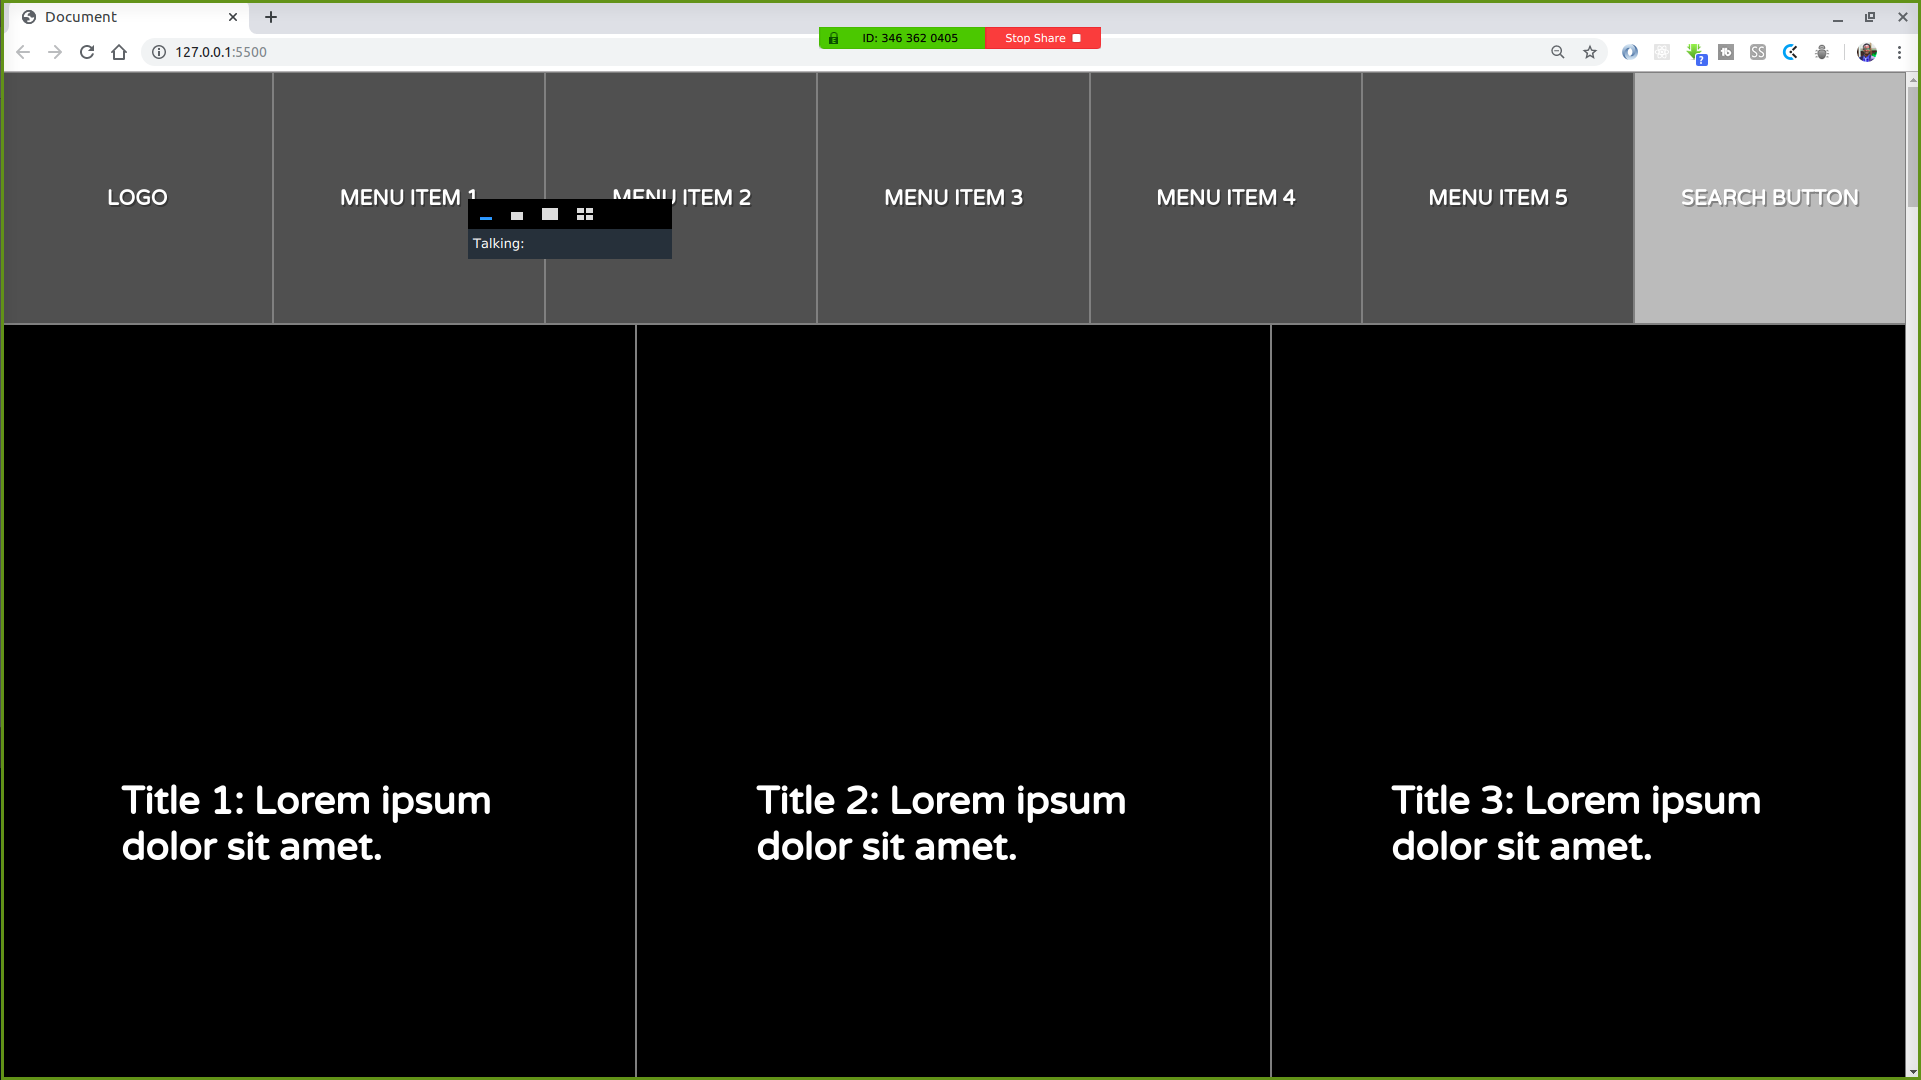 Document
127.0.0.1:5500
ID: 346 362 0405
Stop Share
?
tb
SS
LOGO
MENU ITEM 1
MENU ITEM 2
MENU ITEM 3
MENU ITEM 4
MENU ITEM 5
SEARCH BUTTON
Talking:
Title 1: Lorem ipsum
dolor sit amet.
Title 2: Lorem ipsum
dolor sit amet.
Title 3: Lorem ipsum
dolor sit amet.